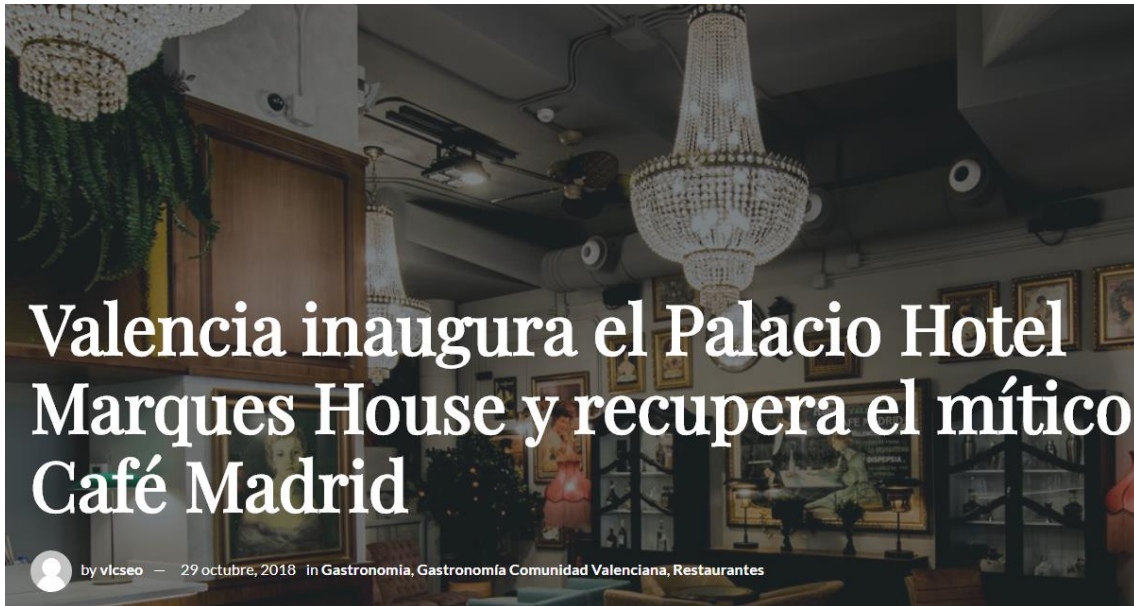 Valencia inaugura el Palacio Hotel
Marques House y recupera el mítico
Café Madrid
by vlcseo — 29 octubre, 2018 in Gastronomia, Gastronomía Comunidad Valenciana, Restaurantes
DISPEPSIA